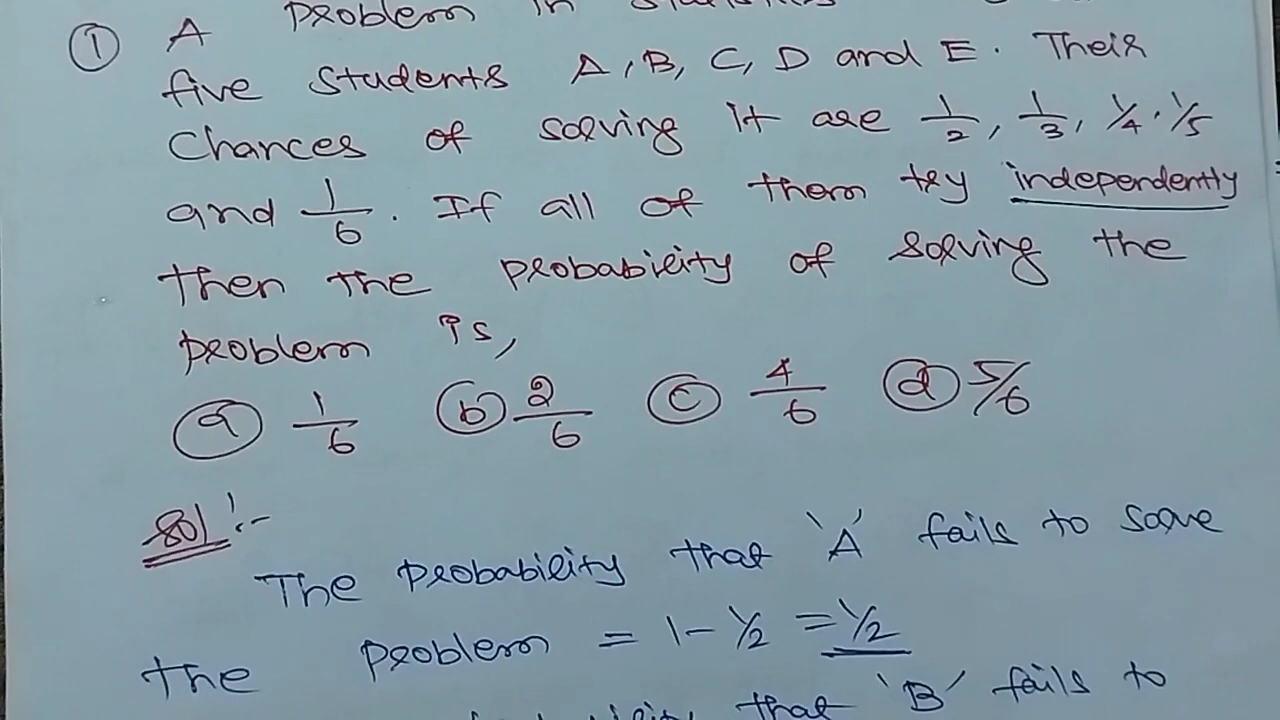 ① A problem in
five students A, B, C, D and E. Their
chances of solving it are 1/2, 1/3, 1/4, 1/5
and 1/6. If all of them try independently
then the probability of solving the
problem is,
ⓐ 1/6 ⓑ 2/6 ⓒ 4/6 ⓓ 5/6
Sol :-
The probability that 'A' fails to solve
the problem = 1 - 1/2 = 1/2
that 'B' fails to